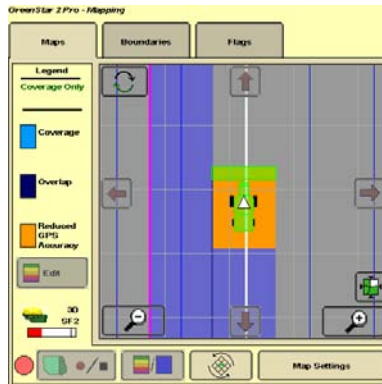 GreenStar 2 Pro - Mapping
Maps
Boundaries
Flags
Legend
Coverage Only
Coverage
Overlap
Reduced
GPS
Accuracy
Edit
3D
SF2
Map Settings